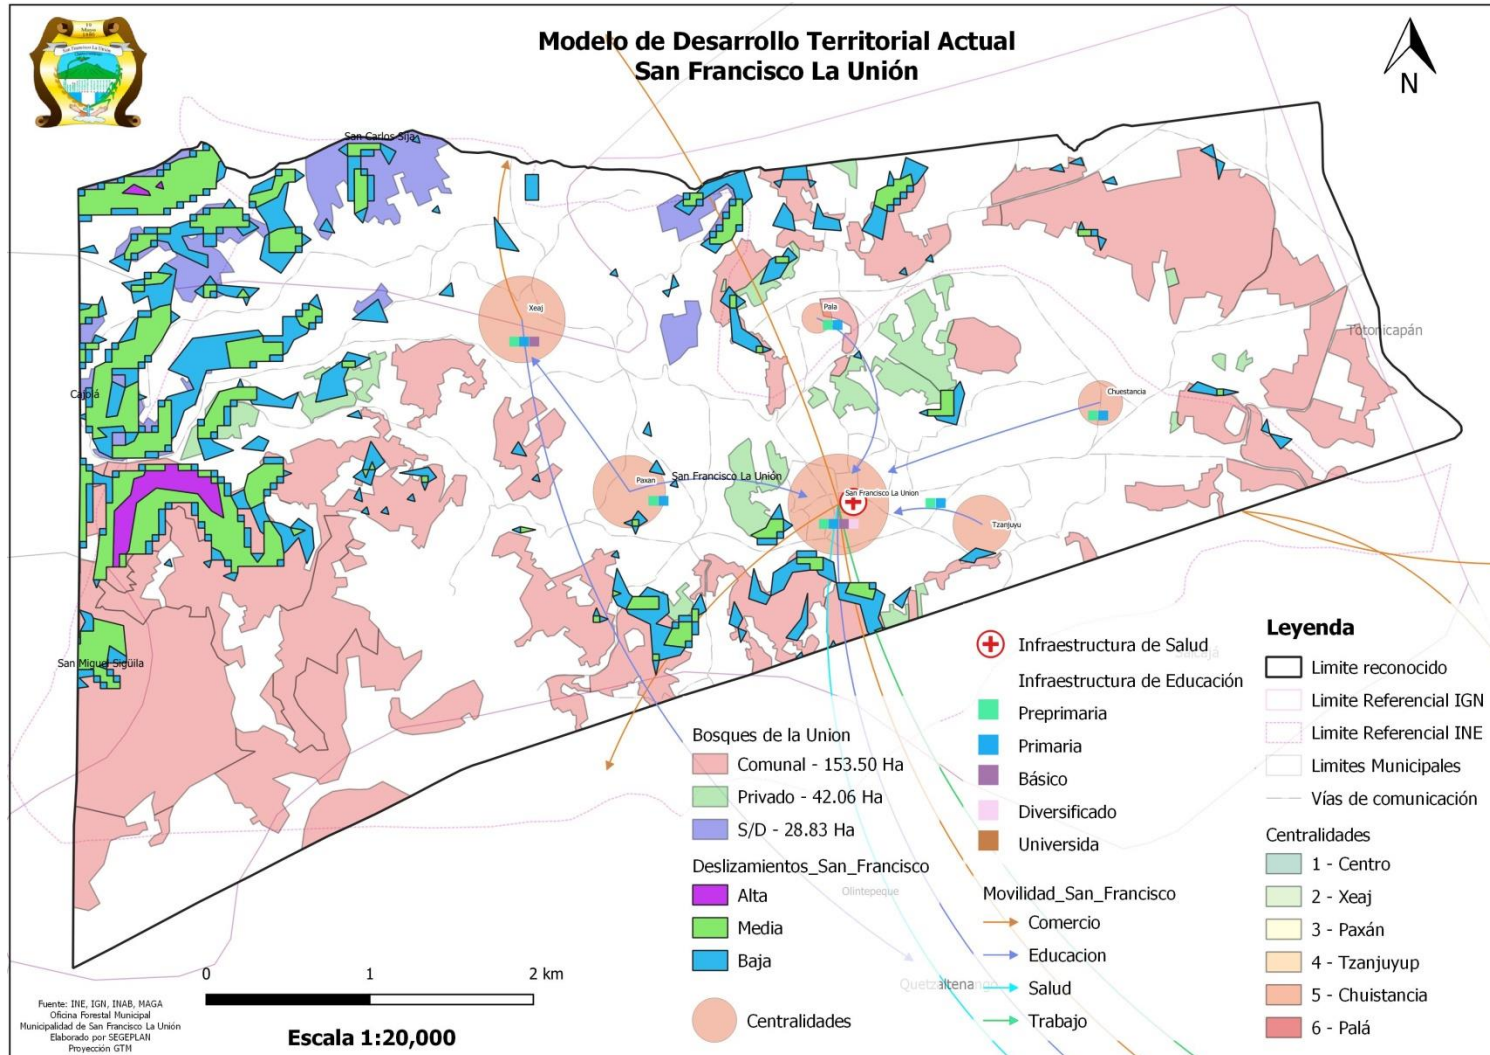 Modelo de Desarrollo Territorial Actual
San Francisco La Unión
N
San Carlos Sija
Xeaj
Pala
Totonicapán
Chuestancia
Cajolá
Paxan
San Francisco La Unión
San Francisco La Union
Tzanjuyu
San Miguel Sigüila
Olintepeque
Quetzaltenango
Bosques de la Union
Comunal - 153.50 Ha
Privado - 42.06 Ha
S/D - 28.83 Ha
Deslizamientos_San_Francisco
Alta
Media
Baja
Centralidades
Infraestructura de Salud
Infraestructura de Educación
Preprimaria
Primaria
Básico
Diversificado
Universida
Movilidad_San_Francisco
Comercio
Educacion
Salud
Trabajo
Leyenda
Limite reconocido
Limite Referencial IGN
Limite Referencial INE
Limites Municipales
Vías de comunicación
Centralidades
1 - Centro
2 - Xeaj
3 - Paxán
4 - Tzanjuyup
5 - Chuistancia
6 - Palá
0 1 2 km
Escala 1:20,000
Fuente: INE, IGN, INAB, MAGA
Oficina Forestal Municipal
Municipalidad de San Francisco La Unión
Elaborado por SEGEPLAN
Proyección GTM